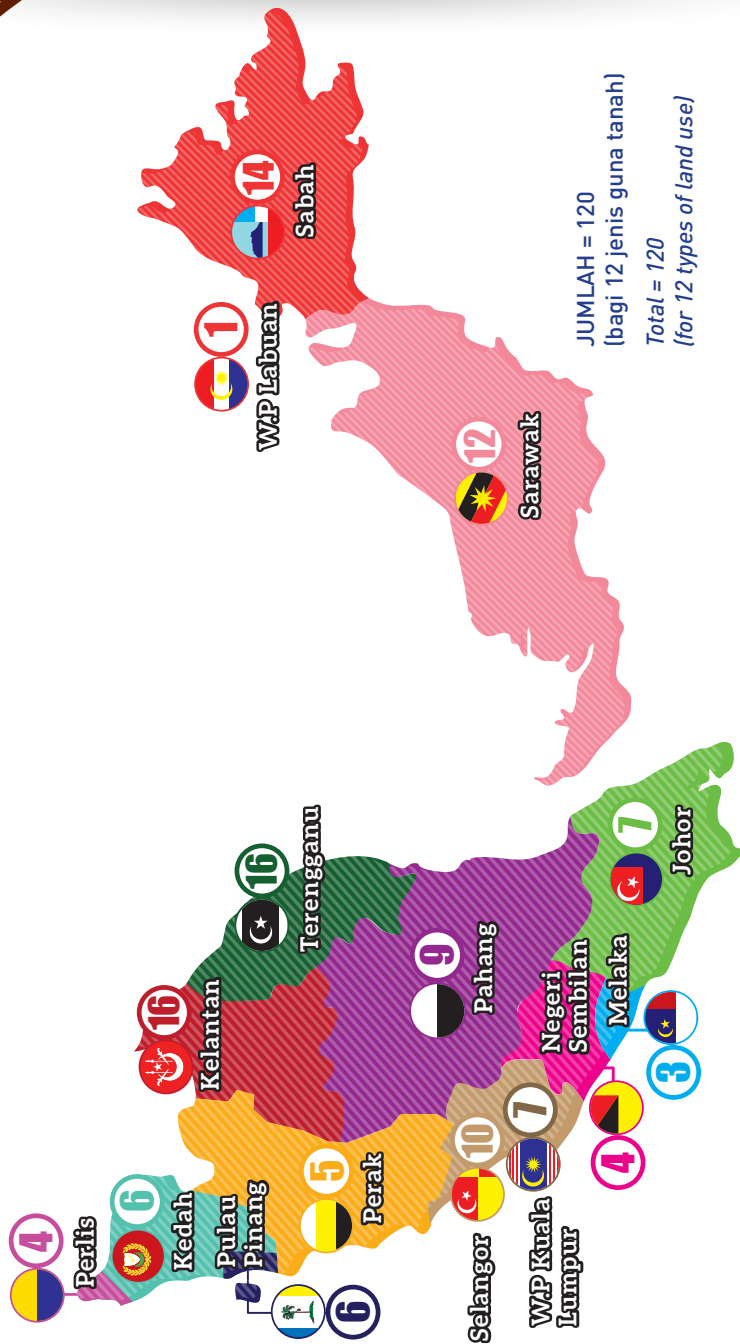 4
Perlis
6
Kedah
Pulau
Pinang
6
5
Perak
16
Kelantan
16
Terengganu
9
Pahang
10
Selangor
7
W.P Kuala
Lumpur
Negeri
Sembilan
4
Melaka
3
7
Johor
1
W.P Labuan
14
Sabah
12
Sarawak
JUMLAH = 120
(bagi 12 jenis guna tanah)
Total = 120
(for 12 types of land use)